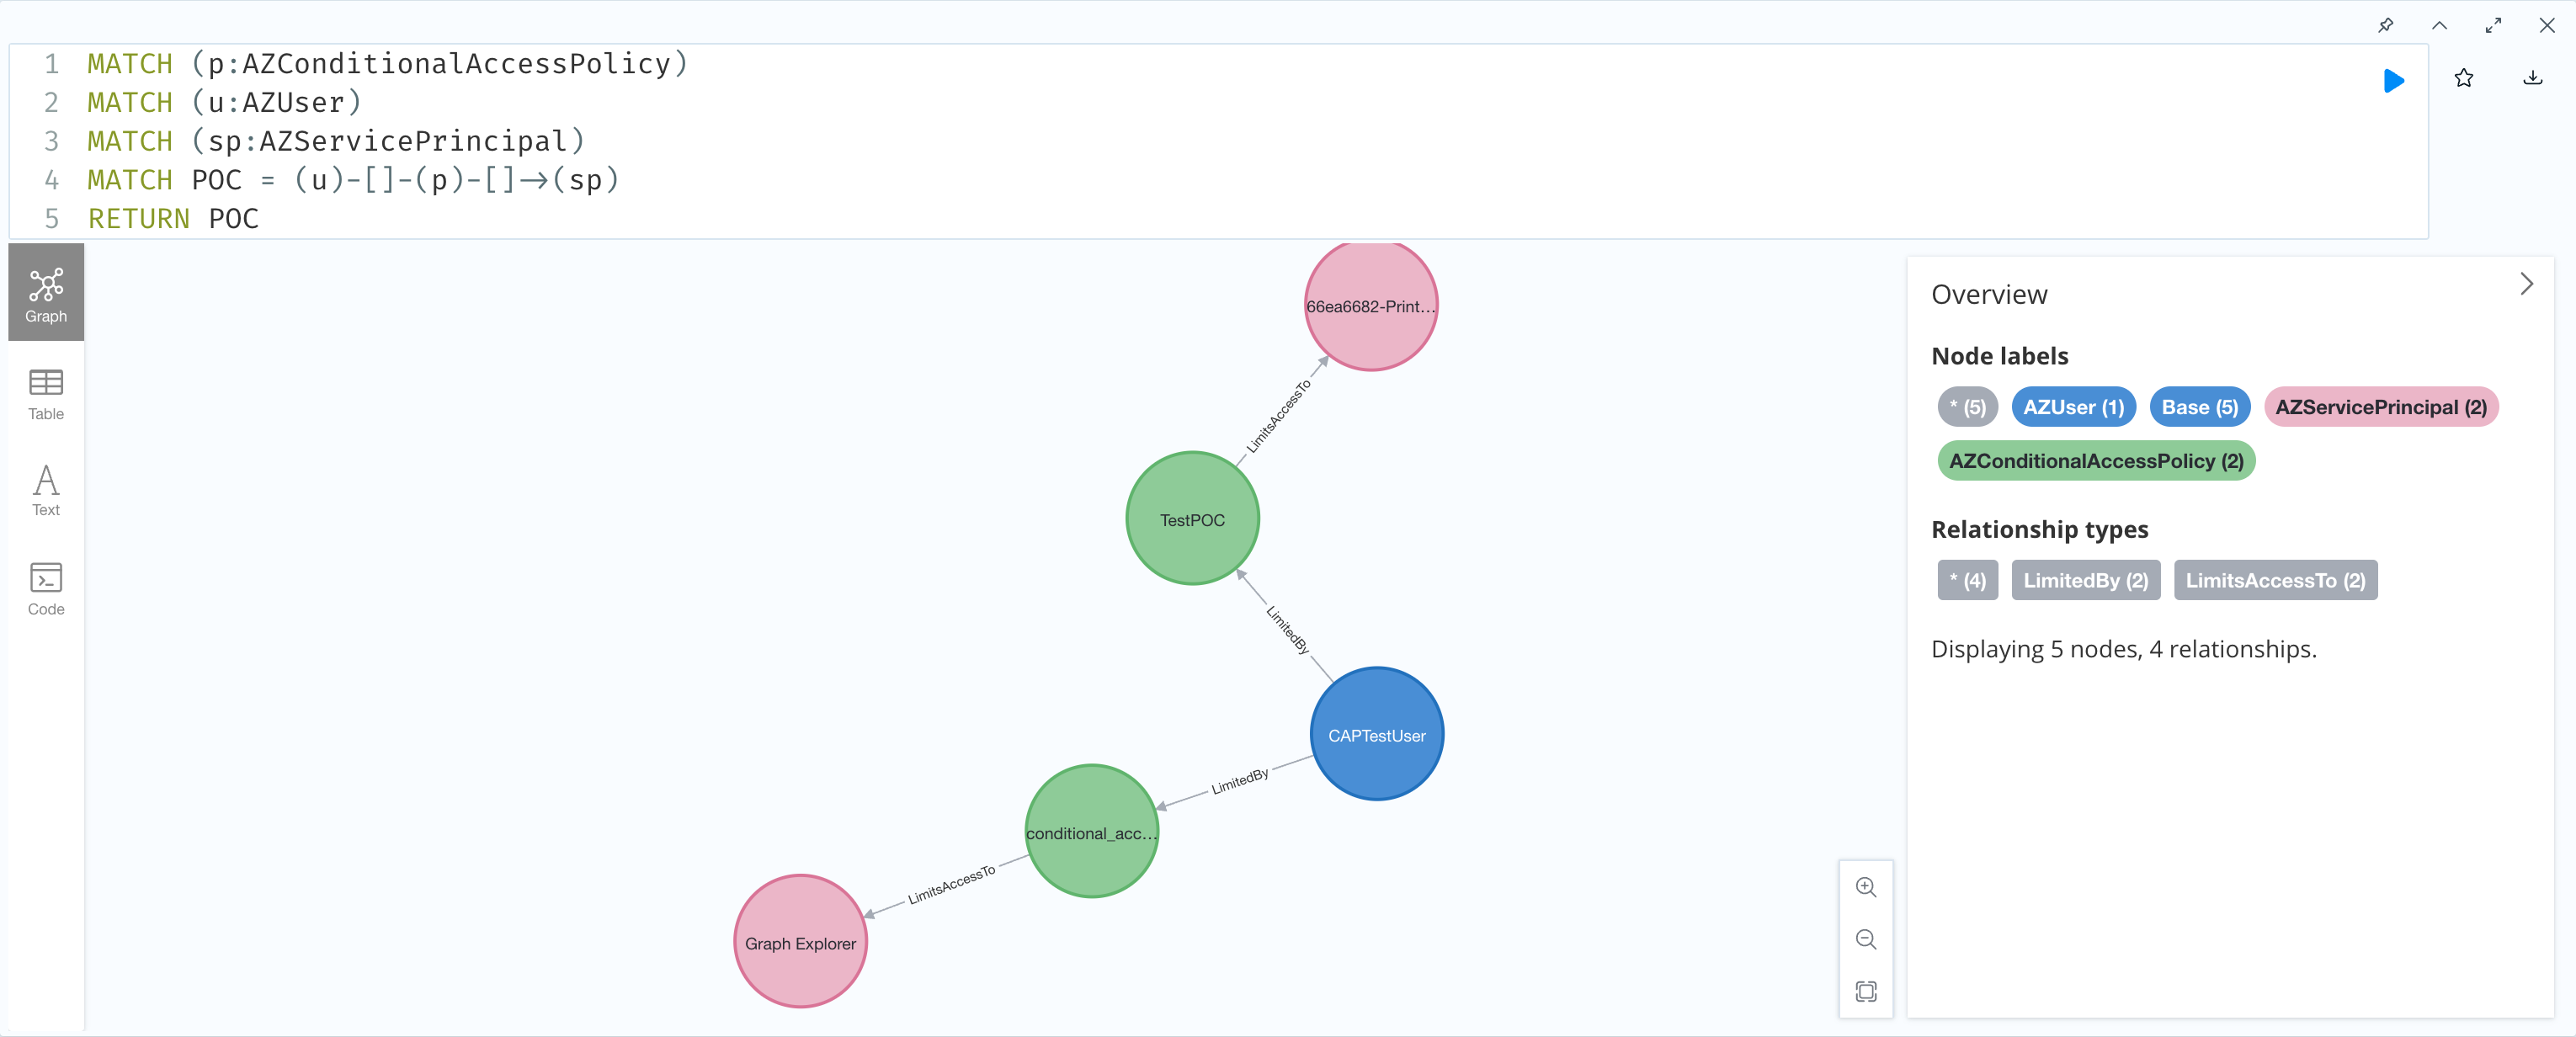 1 MATCH (p:AZConditionalAccessPolicy)
2 MATCH (u:AZUser)
3 MATCH (sp:AZServicePrincipal)
4 MATCH POC = (u)-[]-(p)-[]->(sp)
5 RETURN POC
Graph
Table
Text
Code
66ea6682-Print...
LimitsAccessTo
TestPOC
LimitedBy
CAPTestUser
LimitedBy
conditional_acc...
LimitsAccessTo
Graph Explorer
Overview
Node labels
* (5) AZUser (1) Base (5) AZServicePrincipal (2)
AZConditionalAccessPolicy (2)
Relationship types
* (4) LimitedBy (2) LimitsAccessTo (2)
Displaying 5 nodes, 4 relationships.